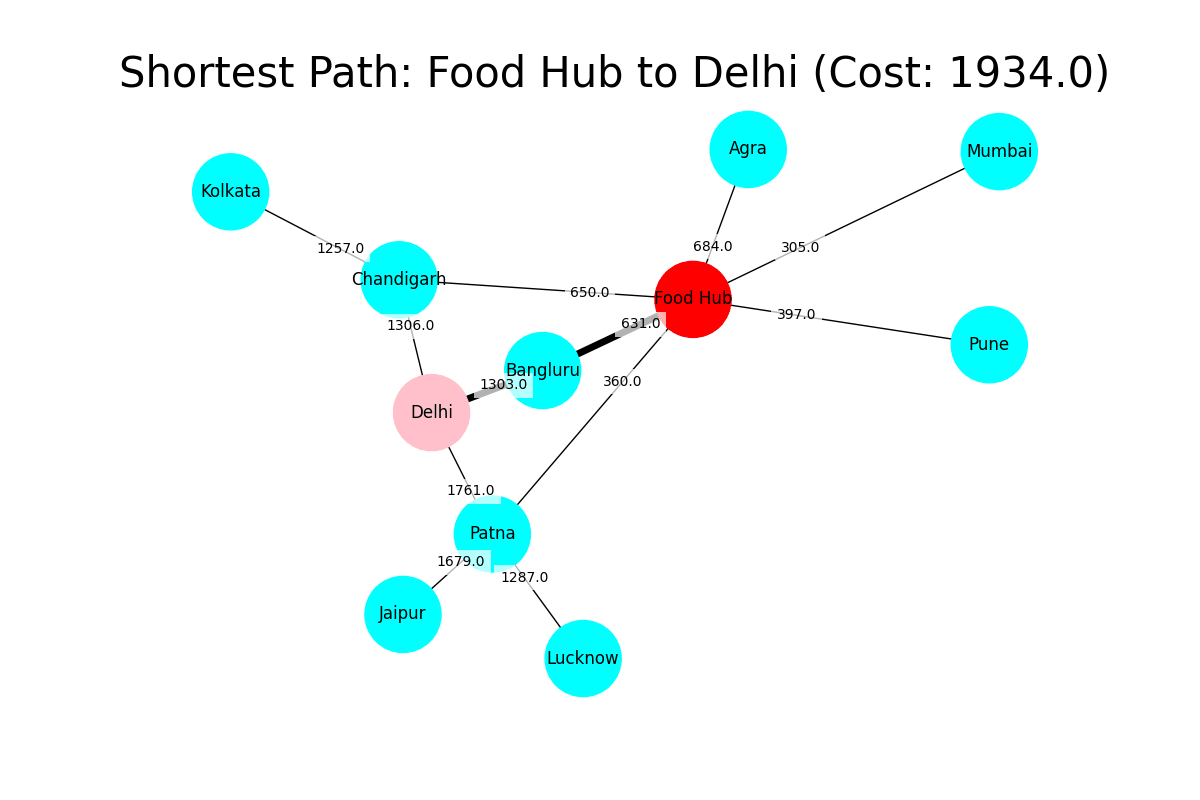 Shortest Path: Food Hub to Delhi (Cost: 1934.0)
Agra
Mumbai
Kolkata
684.0
305.0
1257.0
Chandigarh
650.0
Food Hub
397.0
1306.0
631.0
Pune
Bangluru
360.0
1303.0
Delhi
1761.0
Patna
1679.0
1287.0
Jaipur
Lucknow